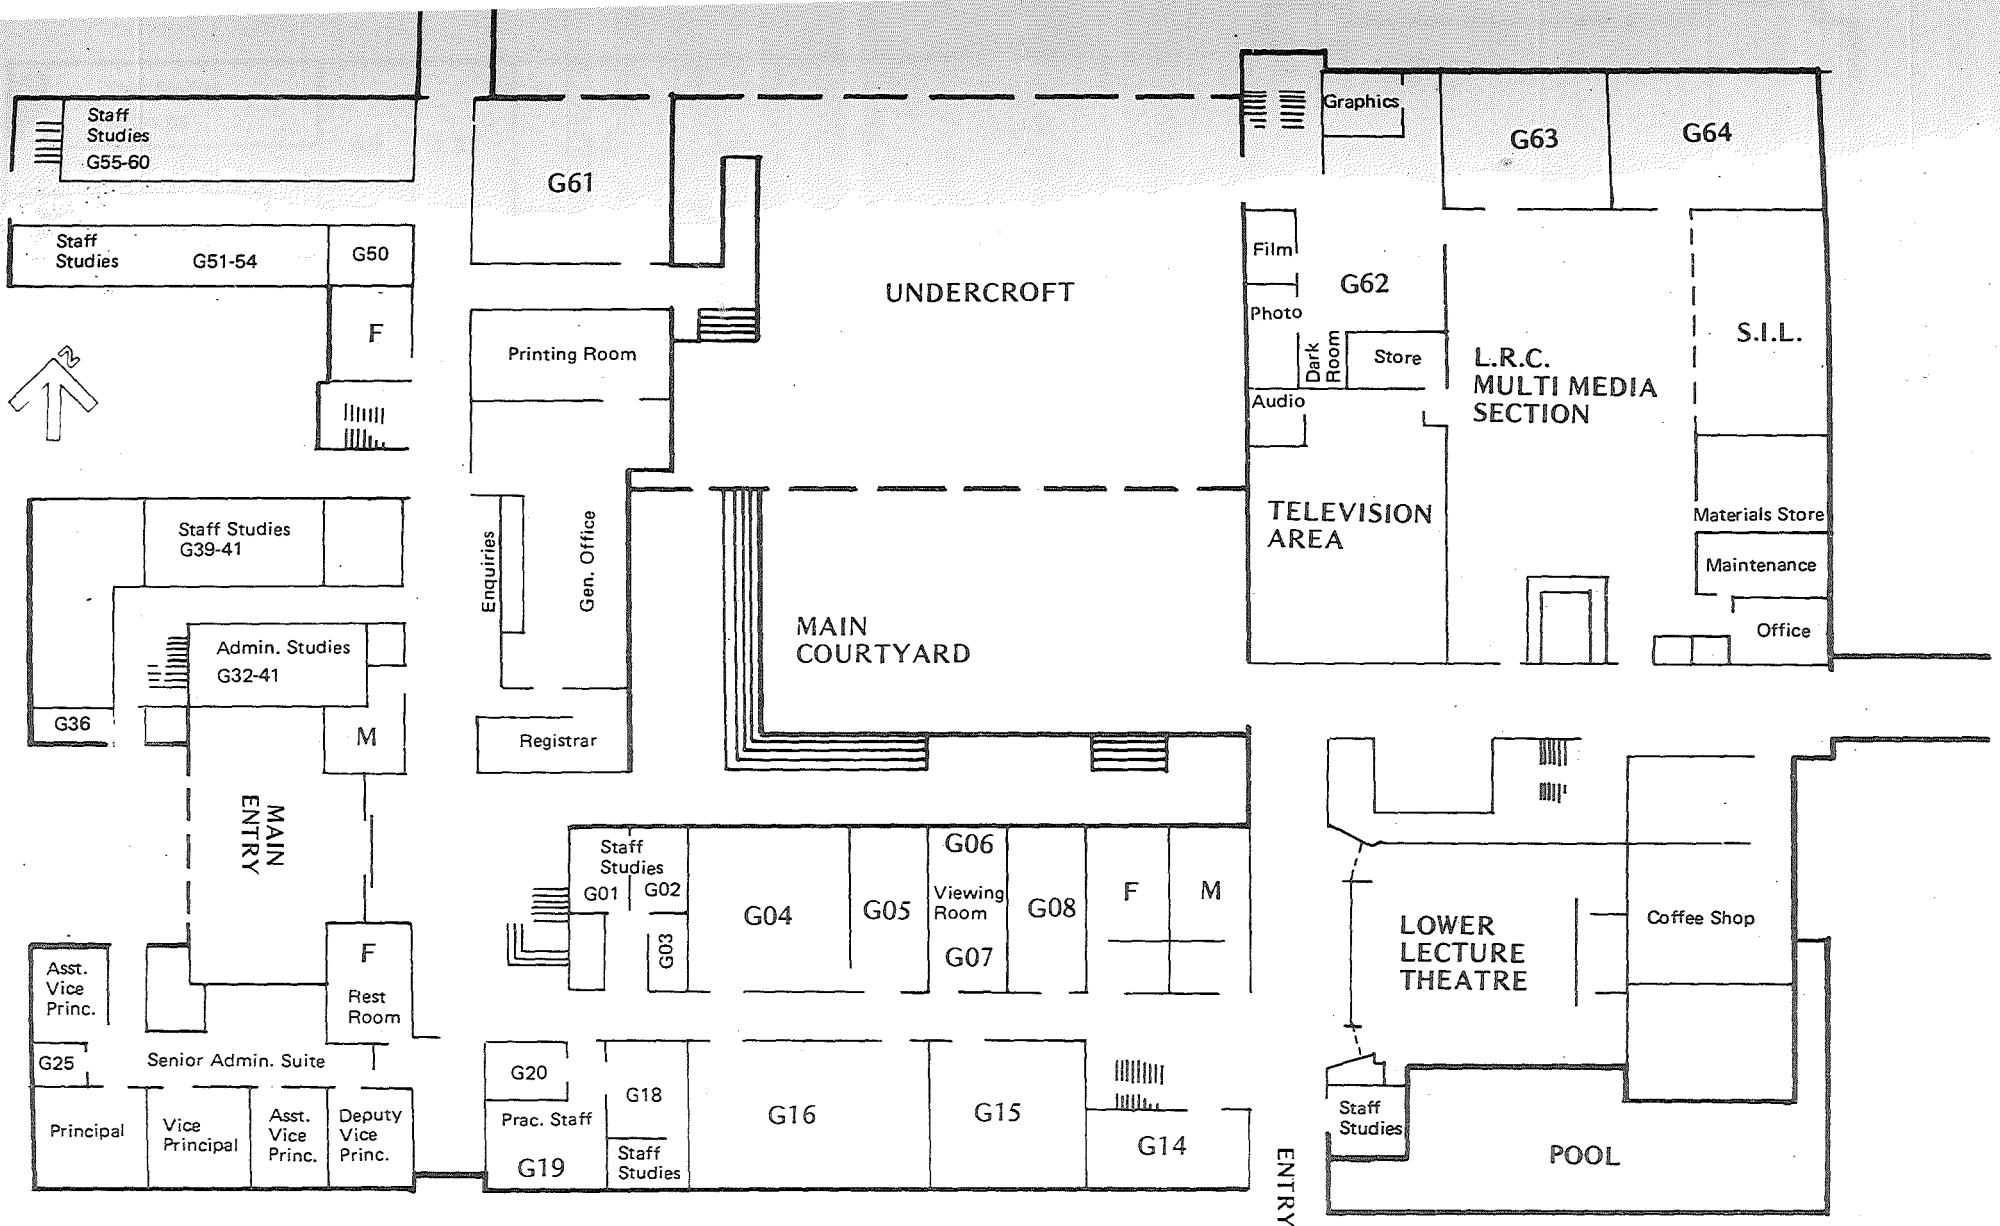 Staff
Studies
G55-60
G61
Graphics
G63
G64
Staff
Studies
G51-54
G50
F
N
Printing Room
UNDERCROFT
Film
Photo
G62
Dark
Room
Store
Audio
L.R.C.
MULTI MEDIA
SECTION
S.I.L.
Staff Studies
G39-41
Enquiries
Gen. Office
TELEVISION
AREA
Materials Store
Maintenance
Office
Admin. Studies
G32-41
G36
M
Registrar
MAIN
COURTYARD
MAIN
ENTRY
Staff
Studies
G01
G02
G03
G04
G05
G06
Viewing
Room
G07
G08
F
M
LOWER
LECTURE
THEATRE
Coffee Shop
Asst.
Vice
Princ.
F
Rest
Room
G25
Senior Admin. Suite
Principal
Vice
Principal
Asst.
Vice
Princ.
Deputy
Vice
Princ.
G20
Prac. Staff
G19
G18
Staff
Studies
G16
G15
G14
ENTRY
Staff
Studies
POOL